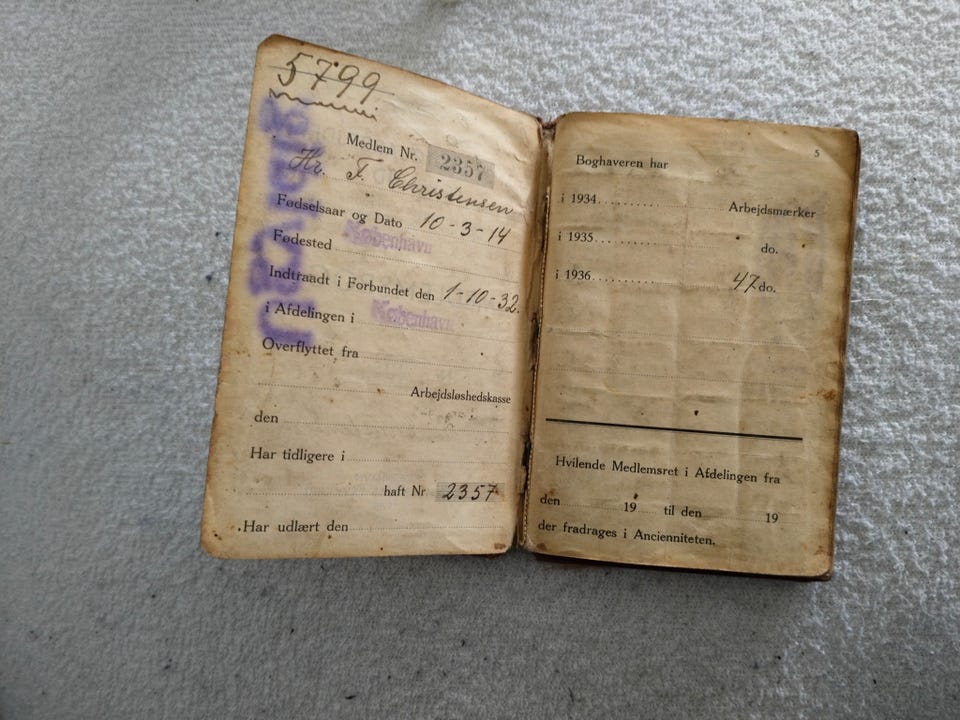 5799
Medlem Nr. 2357
Hr. F. Christensen
Fødselsaar og Dato 10-3-14
Fødested København
Indtraadt i Forbundet den 1-10-32.
i Afdelingen i København
Overflyttet fra
Arbejdsløshedskasse
den
Har tidligere i
haft Nr 2357
Har udlært den
5
Boghaveren har
i 1934......... Arbejdsmærker
i 1935......... do.
i 1936......... 47 do.
Hvilende Medlemsret i Afdelingen fra
den 19 til den 19
der fradrages i Ancienniteten.